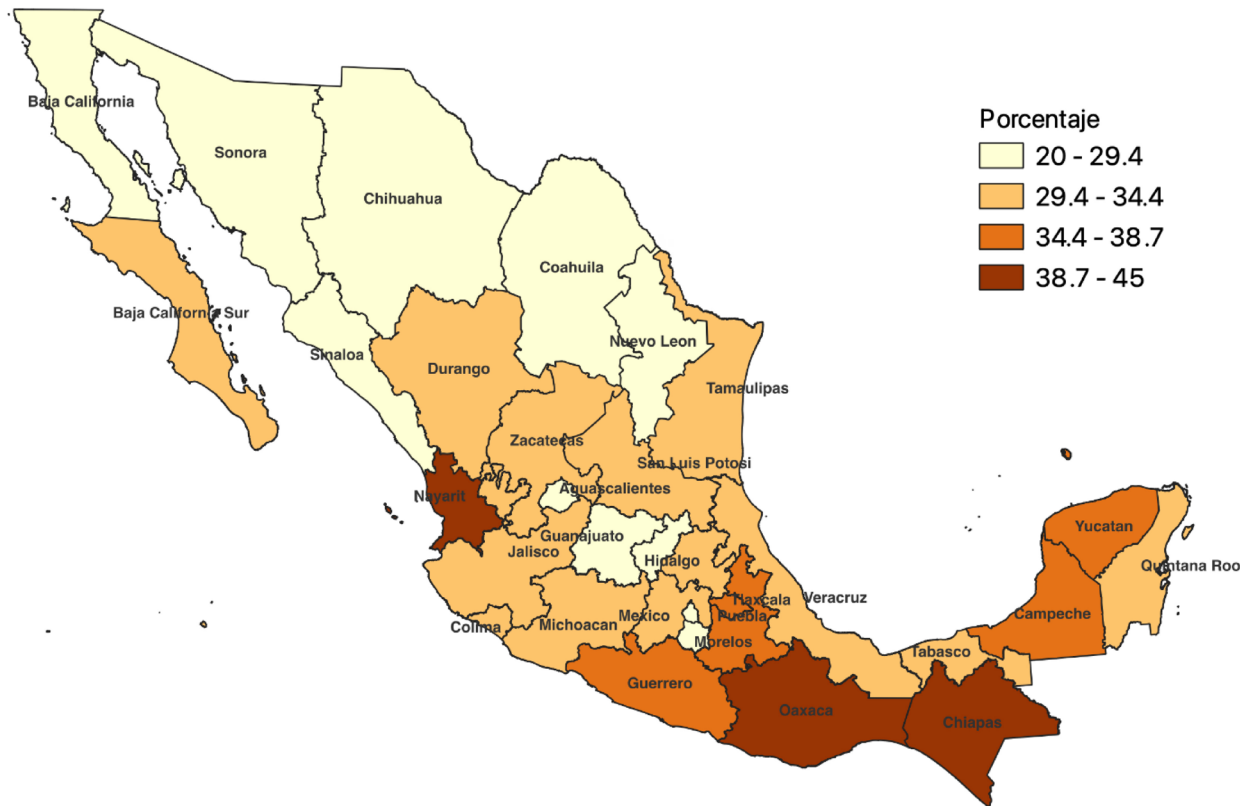 Baja California
Sonora
Chihuahua
Coahuila
Baja California Sur
Sinaloa
Durango
Nuevo Leon
Tamaulipas
Zacatecas
San Luis Potosi
Nayarit
Aguascalientes
Jalisco
Guanajuato
Hidalgo
Colima
Michoacan
Mexico
Tlaxcala
Puebla
Morelos
Veracruz
Guerrero
Oaxaca
Tabasco
Chiapas
Campeche
Yucatan
Quintana Roo
Porcentaje
20 - 29.4
29.4 - 34.4
34.4 - 38.7
38.7 - 45